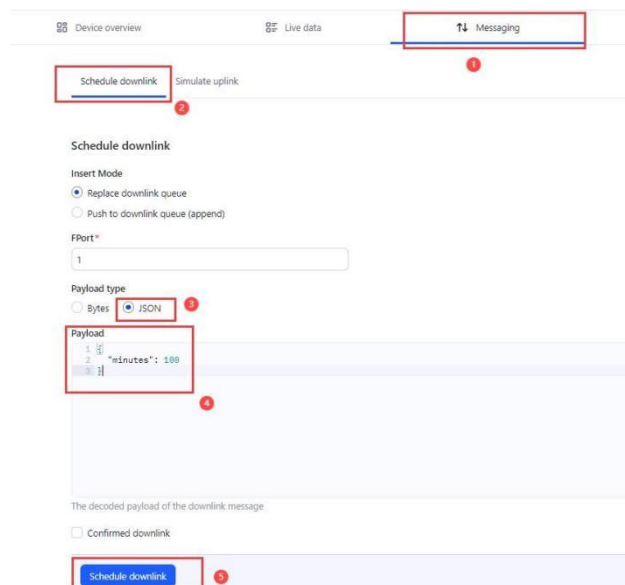 Device overview Live data Messaging
1
Schedule downlink Simulate uplink
2
Schedule downlink
Insert Mode
Replace downlink queue
Push to downlink queue (append)
FPort*
1
Payload type
Bytes JSON 3
Payload
1 {
2 "minutes": 100
3 }
4
The decoded payload of the downlink message
Confirmed downlink
Schedule downlink 5